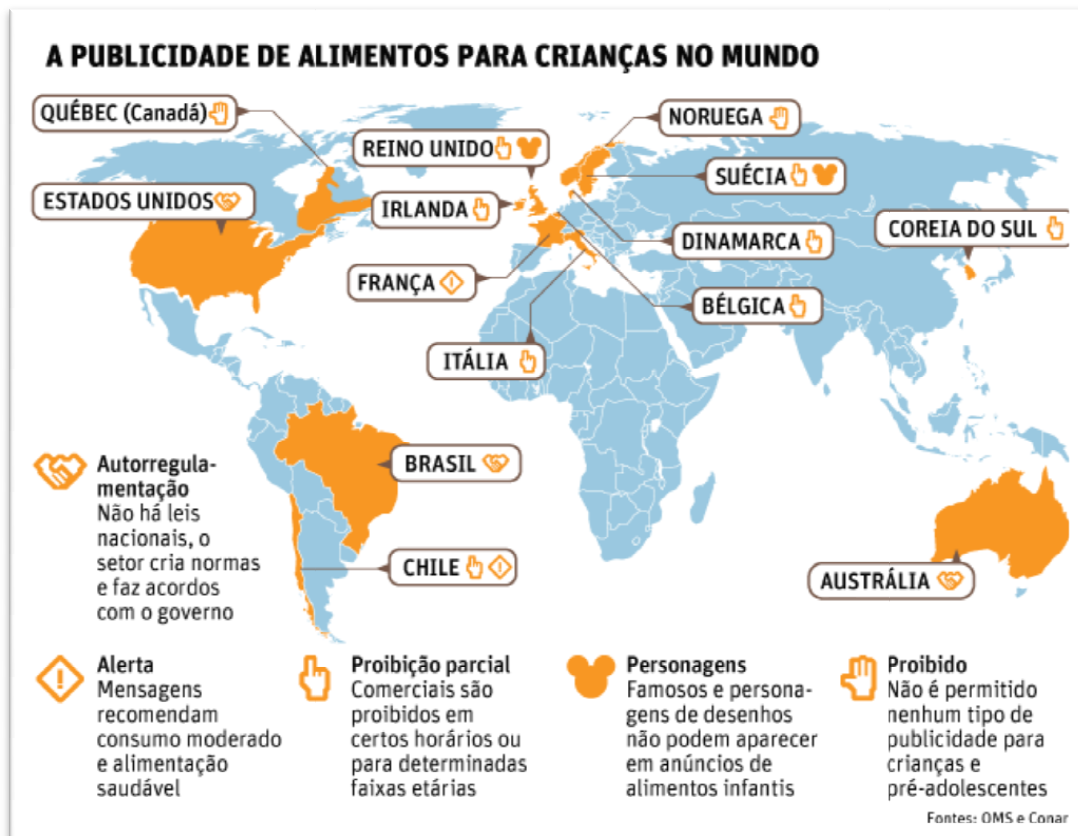 A PUBLICIDADE DE ALIMENTOS PARA CRIANÇAS NO MUNDO
QUÉBEC (Canadá)
NORUEGA
REINO UNIDO
SUÉCIA
ESTADOS UNIDOS
IRLANDA
DINAMARCA
COREIA DO SUL
FRANÇA
BÉLGICA
ITÁLIA
BRASIL
CHILE
AUSTRÁLIA
Autorregula-
mentação
Não há leis
nacionais, o
setor cria normas
e faz acordos
com o governo
Alerta
Mensagens
recomendam
consumo moderado
e alimentação
saudável
Proibição parcial
Comerciais são
proibidos em
certos horários ou
para determinadas
faixas etárias
Personagens
Famosos e persona-
gens de desenhos
não podem aparecer
em anúncios de
alimentos infantis
Proibido
Não é permitido
nenhum tipo de
publicidade para
crianças e
pré-adolescentes
Fontes: OMS e Conar